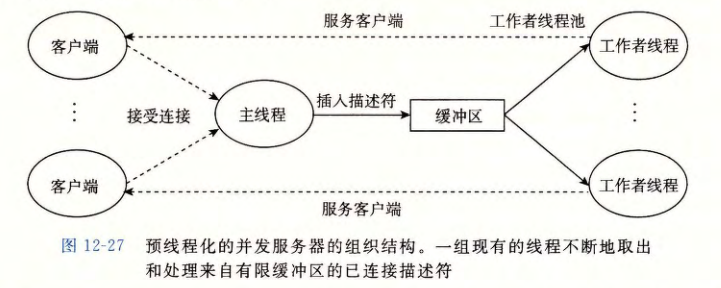 服务客户端
工作者线程池
客户端
工作者线程
⋮
接受连接
主线程
插入描述符
缓冲区
⋮
客户端
工作者线程
服务客户端
图 12-27 预线程化的并发服务器的组织结构。一组现有的线程不断地取出
和处理来自有限缓冲区的已连接描述符